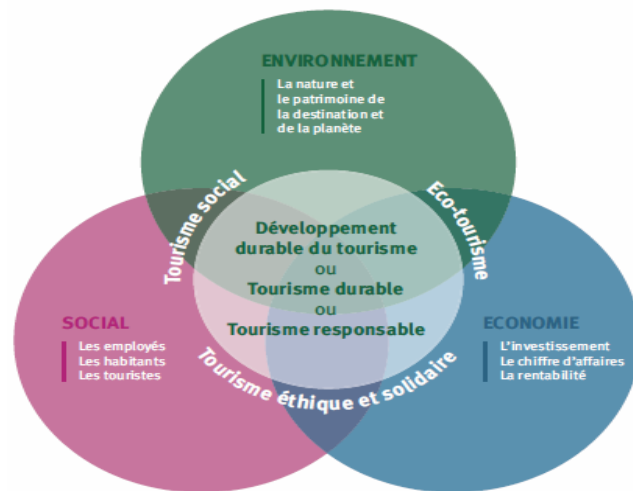 ENVIRONNEMENT
La nature et
le patrimoine de
la destination et
de la planète
Tourisme social
Eco-tourisme
Développement
durable du tourisme
ou
Tourisme durable
ou
Tourisme responsable
SOCIAL
Les employés
Les habitants
Les touristes
ECONOMIE
L'investissement
Le chiffre d'affaires
La rentabilité
Tourisme éthique et solidaire